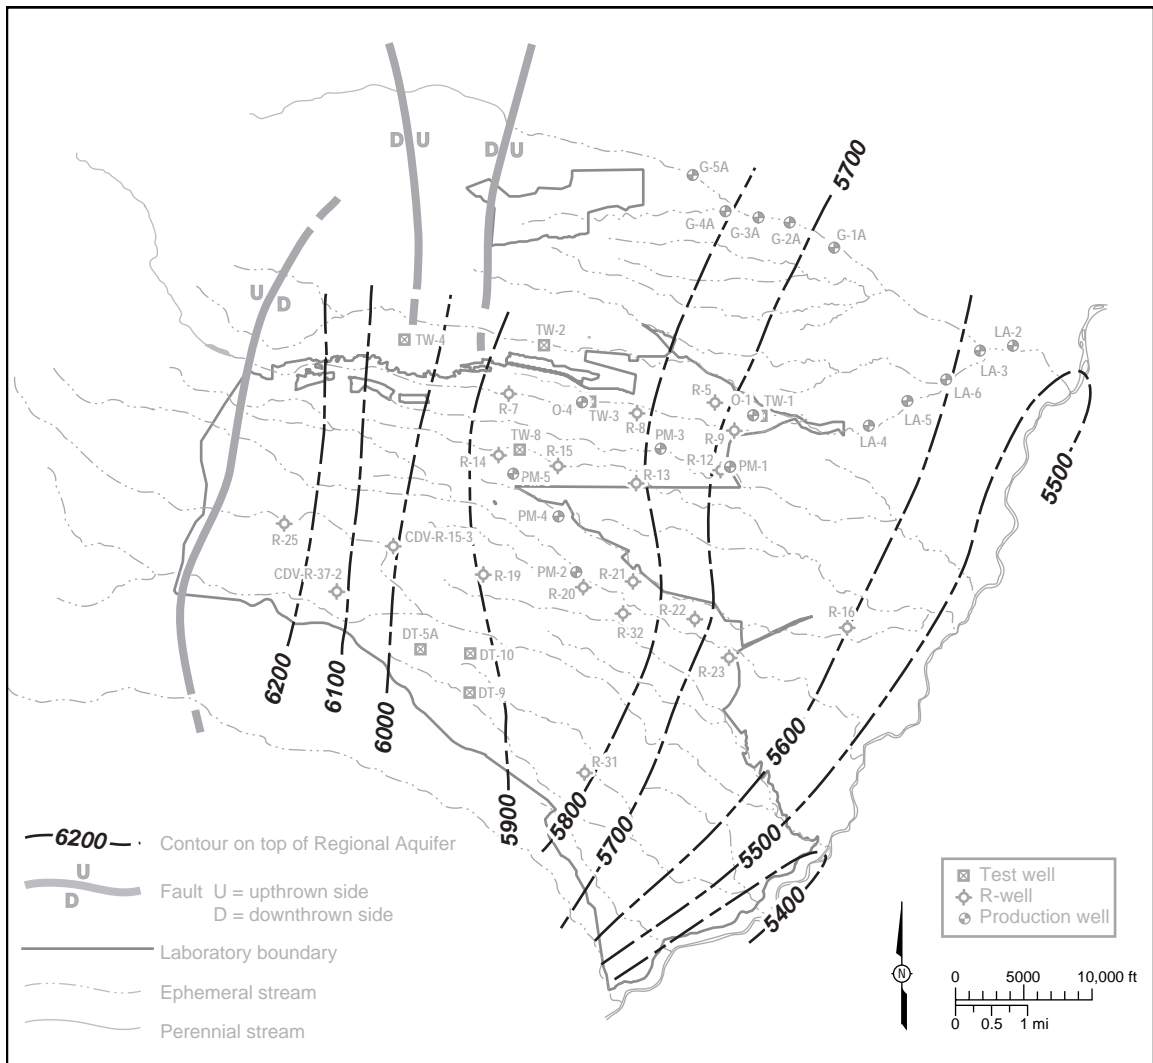 D U
D U
G-5A
5700
G-4A
G-3A
G-2A
G-1A
U
D
TW-4
TW-2
LA-2
LA-3
LA-6
LA-5
LA-4
R-7
O-4
TW-3
R-8
R-5
O-1
TW-1
R-9
TW-8
PM-3
R-14
R-15
R-12
PM-1
PM-5
R-13
5500
PM-4
R-25
CDV-R-15-3
CDV-R-37-2
R-19
PM-2
R-20
R-21
R-22
R-32
R-16
DT-5A
DT-10
R-23
DT-9
6200
6100
6000
5600
R-31
5900
5800
5700
5500
5400
6200
Contour on top of Regional Aquifer
U
D
Fault U = upthrown side
D = downthrown side
Laboratory boundary
Ephemeral stream
Perennial stream
Test well
R-well
Production well
N
0 5000 10,000 ft
0 0.5 1 mi